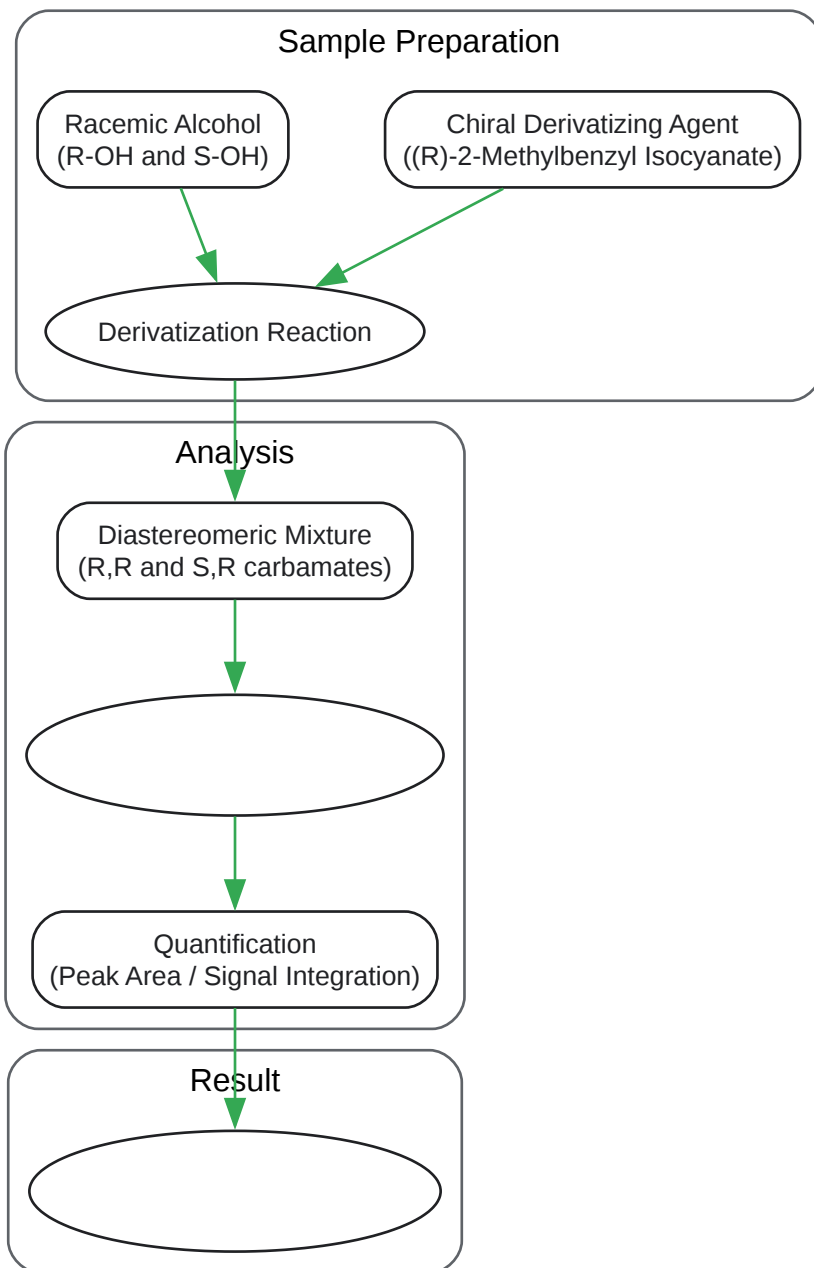 Sample Preparation
Racemic Alcohol
(R-OH and S-OH)
Chiral Derivatizing Agent
((R)-2-Methylbenzyl Isocyanate)
Derivatization Reaction
Analysis
Diastereomeric Mixture
(R,R and S,R carbamates)
Quantification
(Peak Area / Signal Integration)
Result